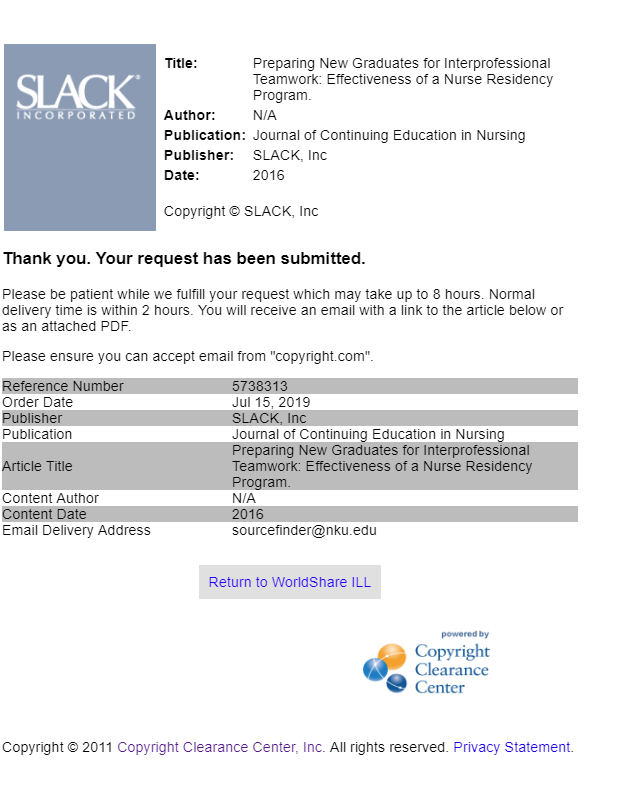 SLACK®
INCORPORATED
Title: Preparing New Graduates for Interprofessional
Teamwork: Effectiveness of a Nurse Residency
Program.
Author: N/A
Publication: Journal of Continuing Education in Nursing
Publisher: SLACK, Inc
Date: 2016
Copyright © SLACK, Inc
Thank you. Your request has been submitted.
Please be patient while we fulfill your request which may take up to 8 hours. Normal
delivery time is within 2 hours. You will receive an email with a link to the article below or
as an attached PDF.
Please ensure you can accept email from "copyright.com".
Reference Number 5738313
Order Date Jul 15, 2019
Publisher SLACK, Inc
Publication Journal of Continuing Education in Nursing
Article Title Preparing New Graduates for Interprofessional
Teamwork: Effectiveness of a Nurse Residency
Program.
Content Author N/A
Content Date 2016
Email Delivery Address sourcefinder@nku.edu
Return to WorldShare ILL
powered by
Copyright
Clearance
Center
Copyright © 2011 Copyright Clearance Center, Inc. All rights reserved. Privacy Statement.